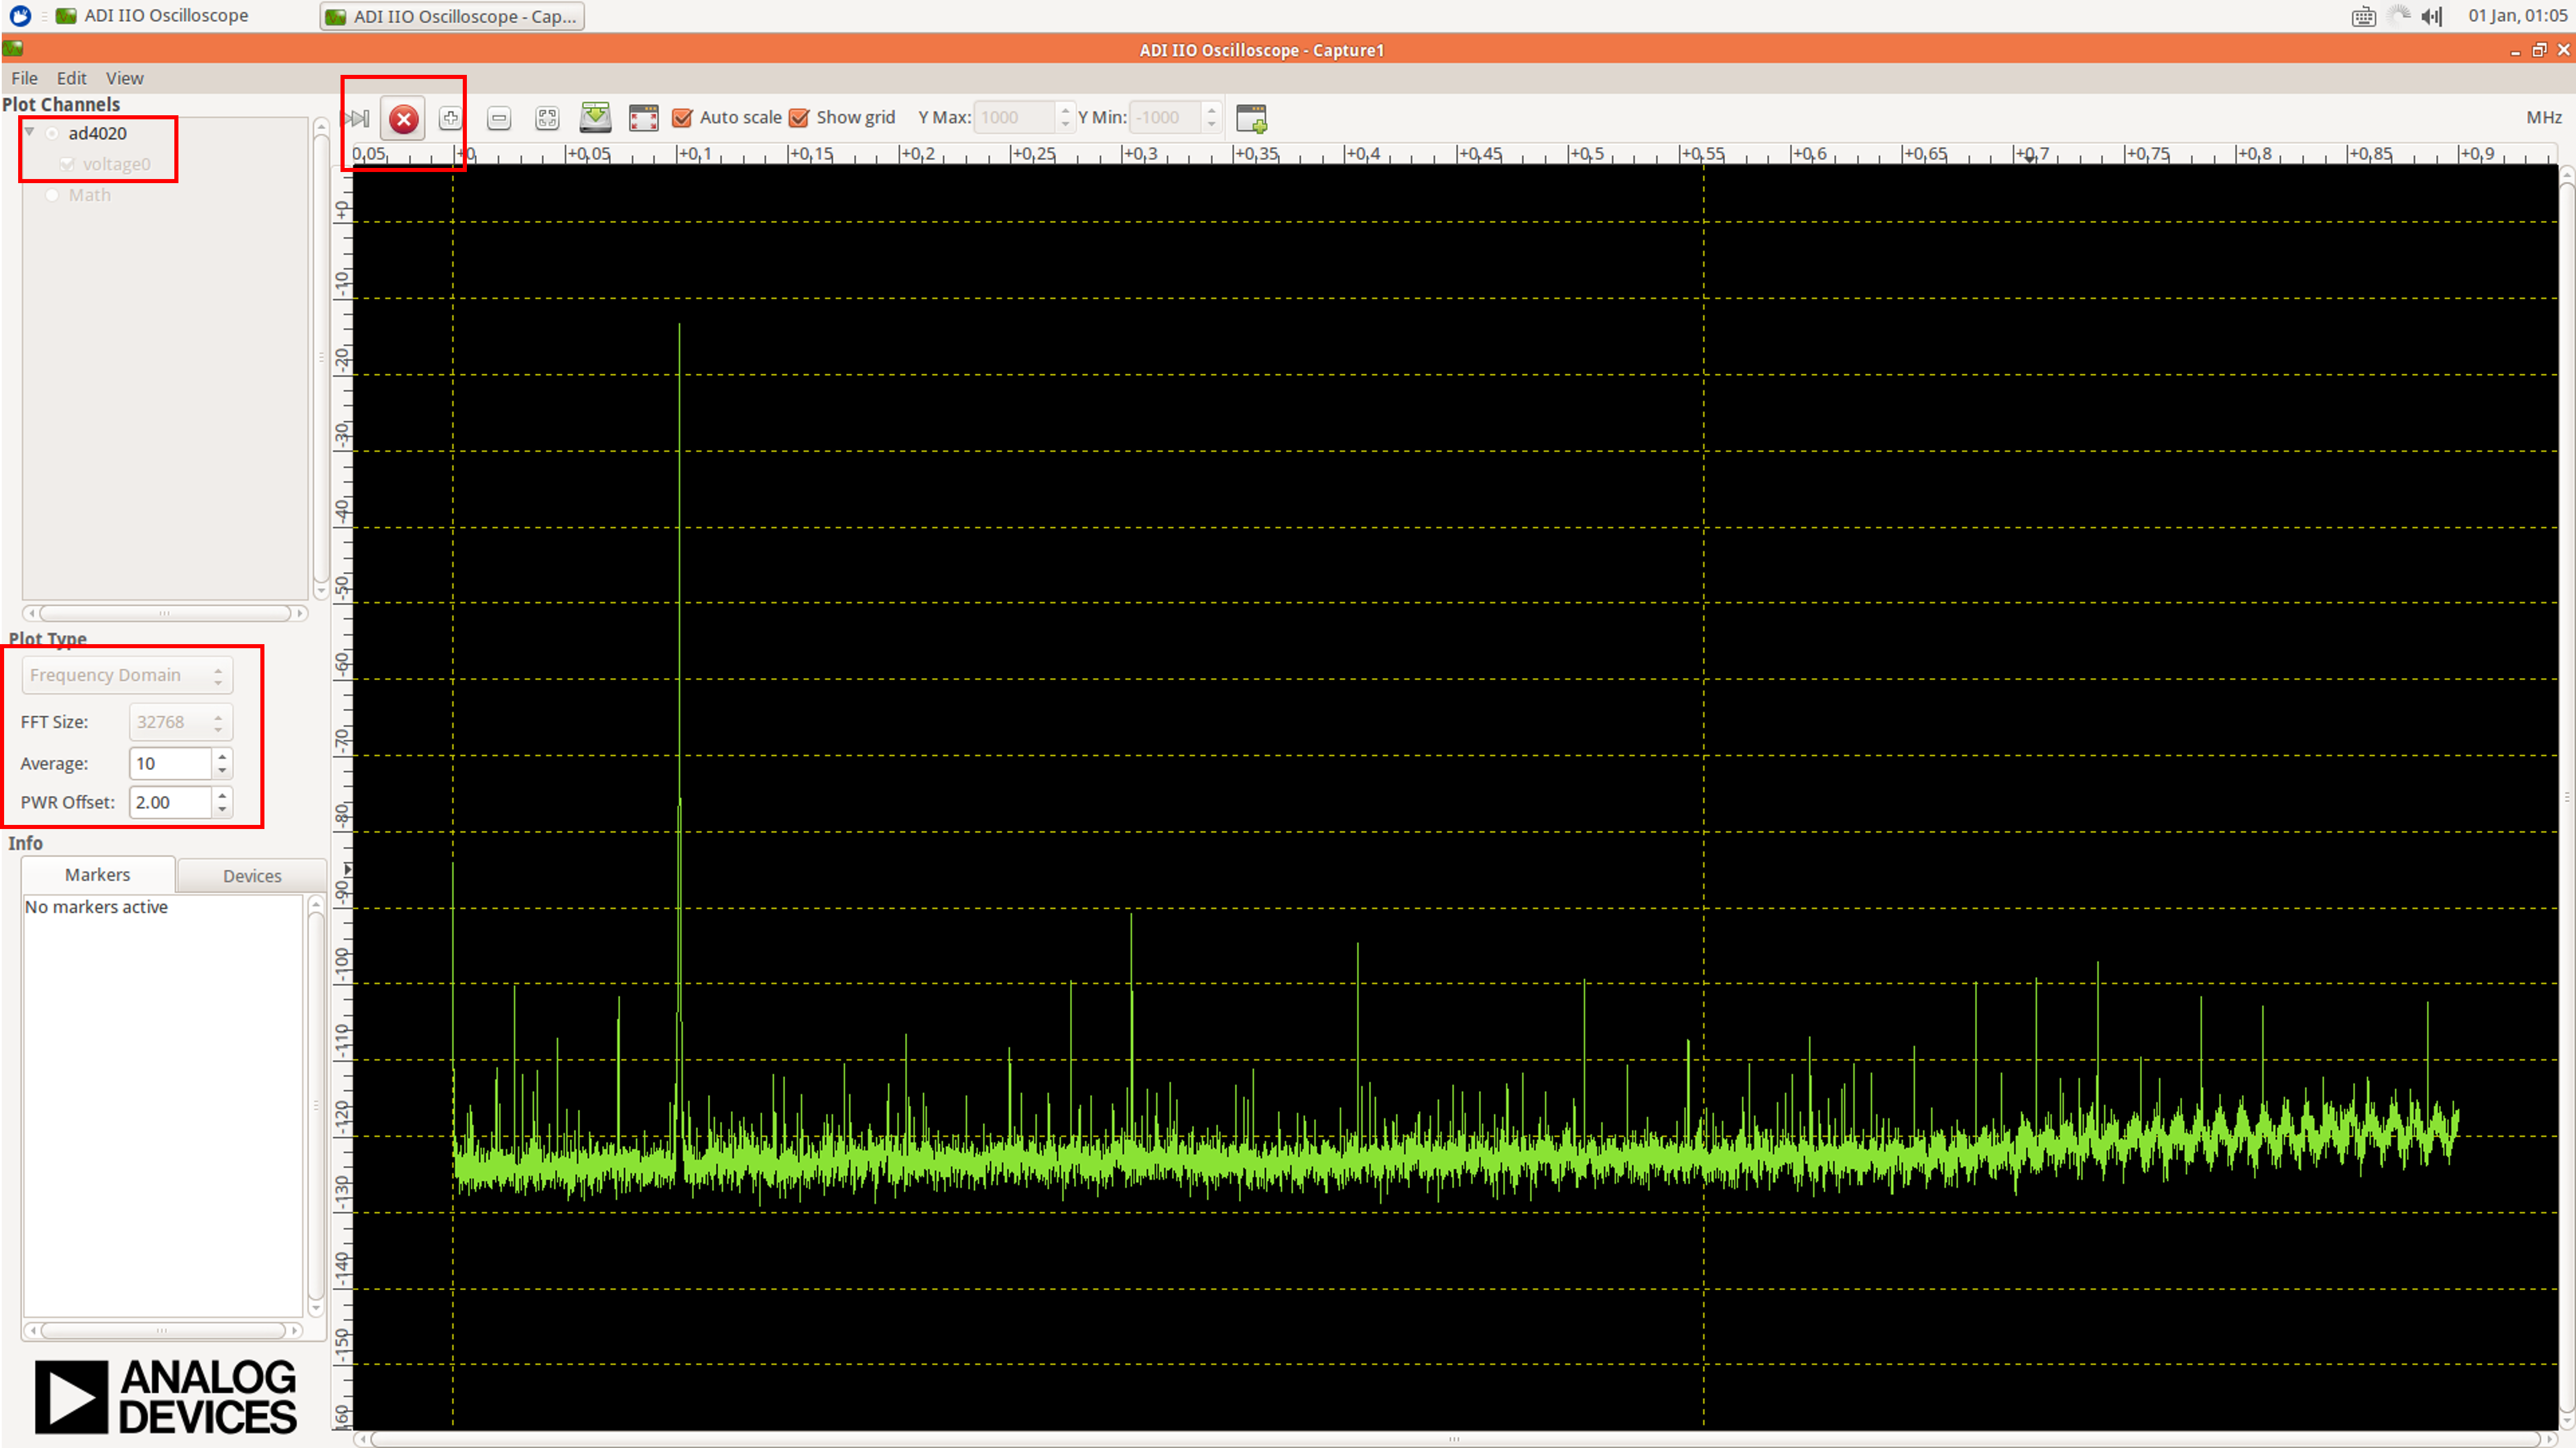 ADI IIO Oscilloscope
ADI IIO Oscilloscope - Cap...
01 Jan, 01:05
ADI IIO Oscilloscope - Capture1
File Edit View
Plot Channels
ad4020
voltage0
Math
Auto scale Show grid Y Max: 1000 Y Min: -1000 MHz
0,05 +0 +0,05 +0,1 +0,15 +0,2 +0,25 +0,3 +0,35 +0,4 +0,45 +0,5 +0,55 +0,6 +0,65 +0,7 +0,75 +0,8 +0,85 +0,9
+0
-10
-20
-30
-40
-50
-60
-70
-80
-90
-100
-110
-120
-130
-140
-150
160
Plot Type
Frequency Domain
FFT Size: 32768
Average: 10
PWR Offset: 2.00
Info
Markers Devices
No markers active
ANALOG
DEVICES